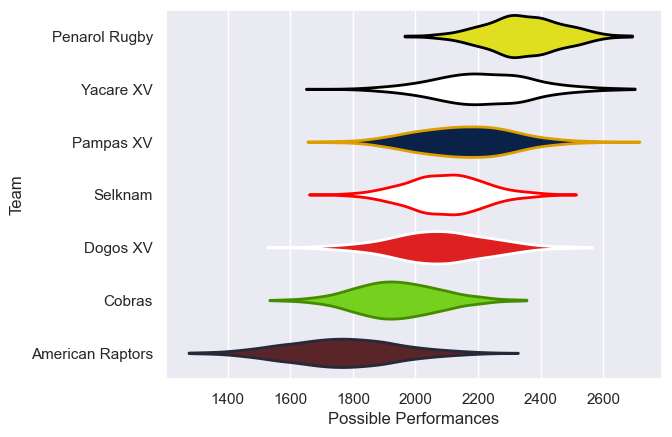 Penarol Rugby
Yacare XV
Pampas XV
Selknam
Dogos XV
Cobras
American Raptors
Team
1400 1600 1800 2000 2200 2400 2600
Possible Performances